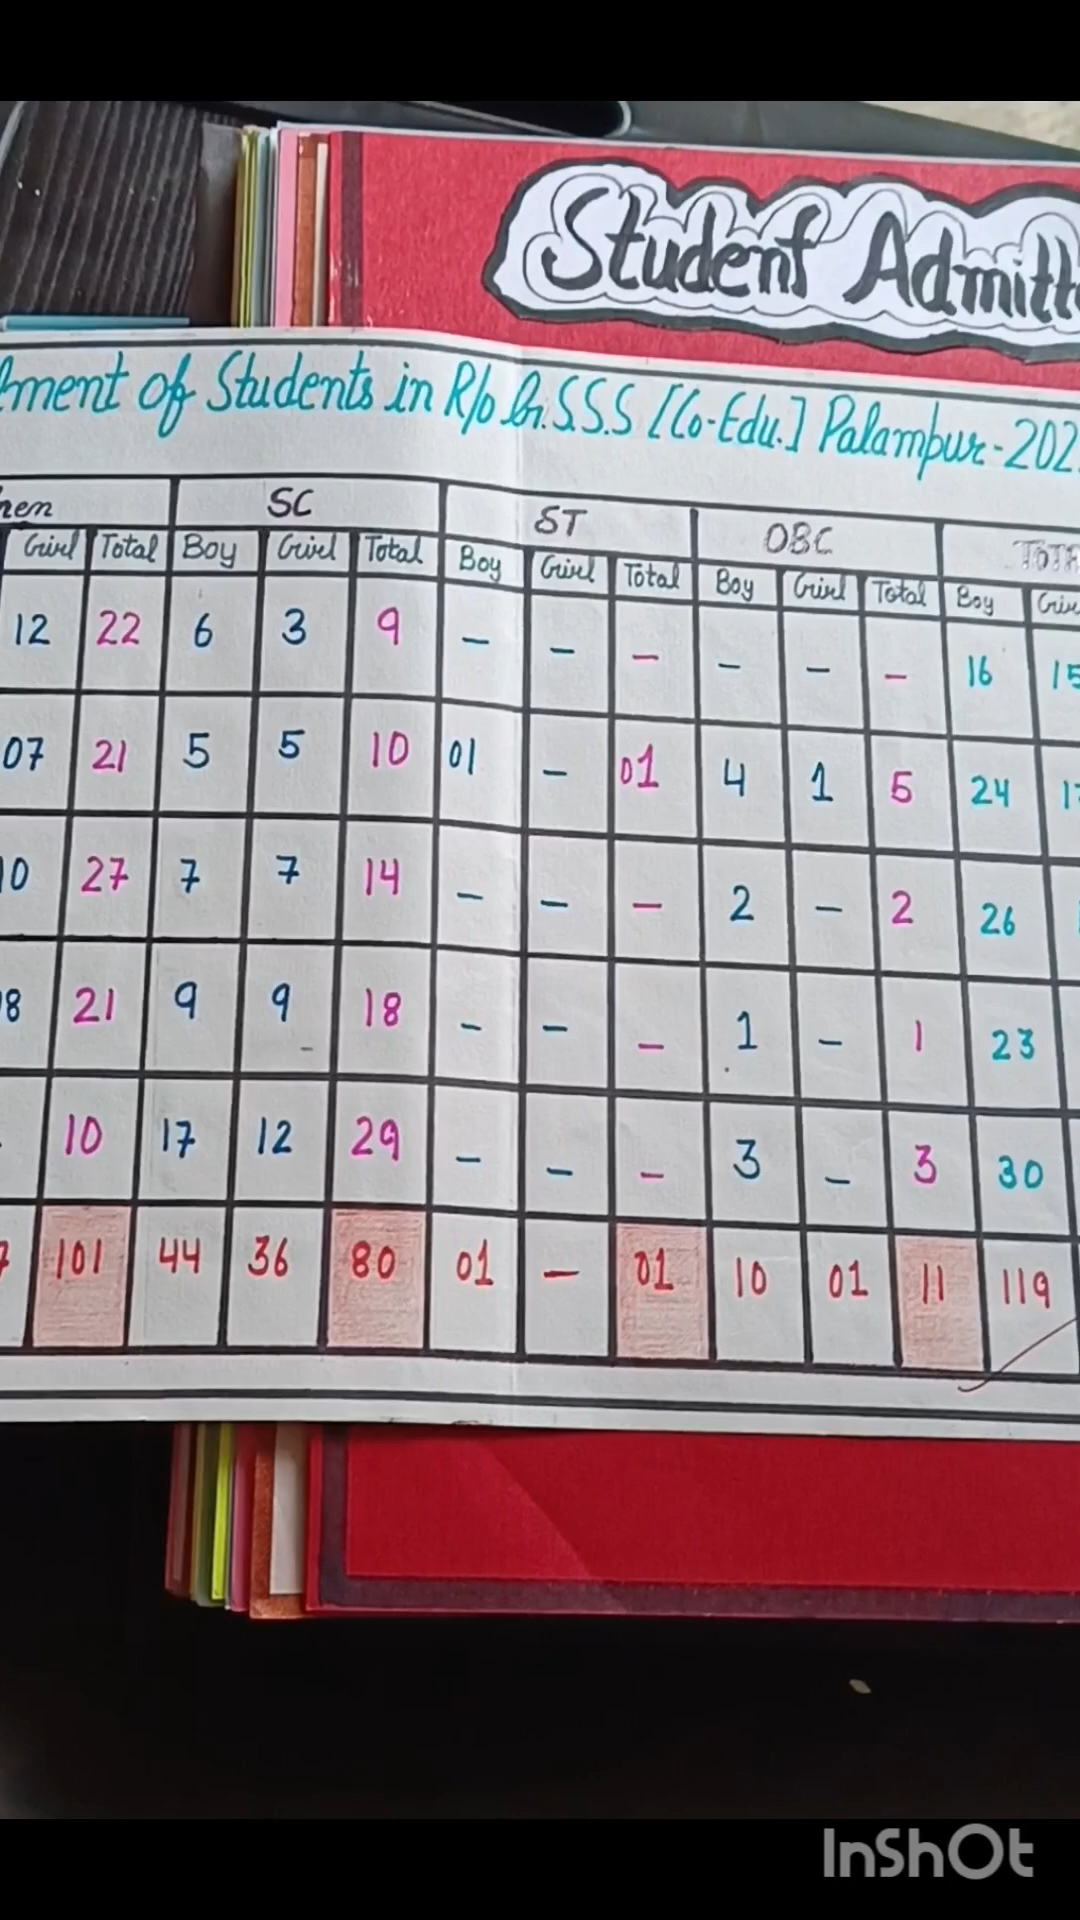 Student Admitt
ment of Students in R/o Gr.S.S.S [Co-Edu.] Palampur-202
SC ST OBC
Girl Total Boy Girl Total Boy Girl Total Boy Girl Total Boy
12 22 6 3 9 - - - - - - 16 15
07 21 5 5 10 01 - 01 4 1 5 24
27 7 7 14 - - - 2 - 2 26
21 9 9 18 - - - 1 - 1 23
10 17 12 29 - - - 3 - 3 30
101 44 36 80 01 - 01 10 01 11 119
InShOt